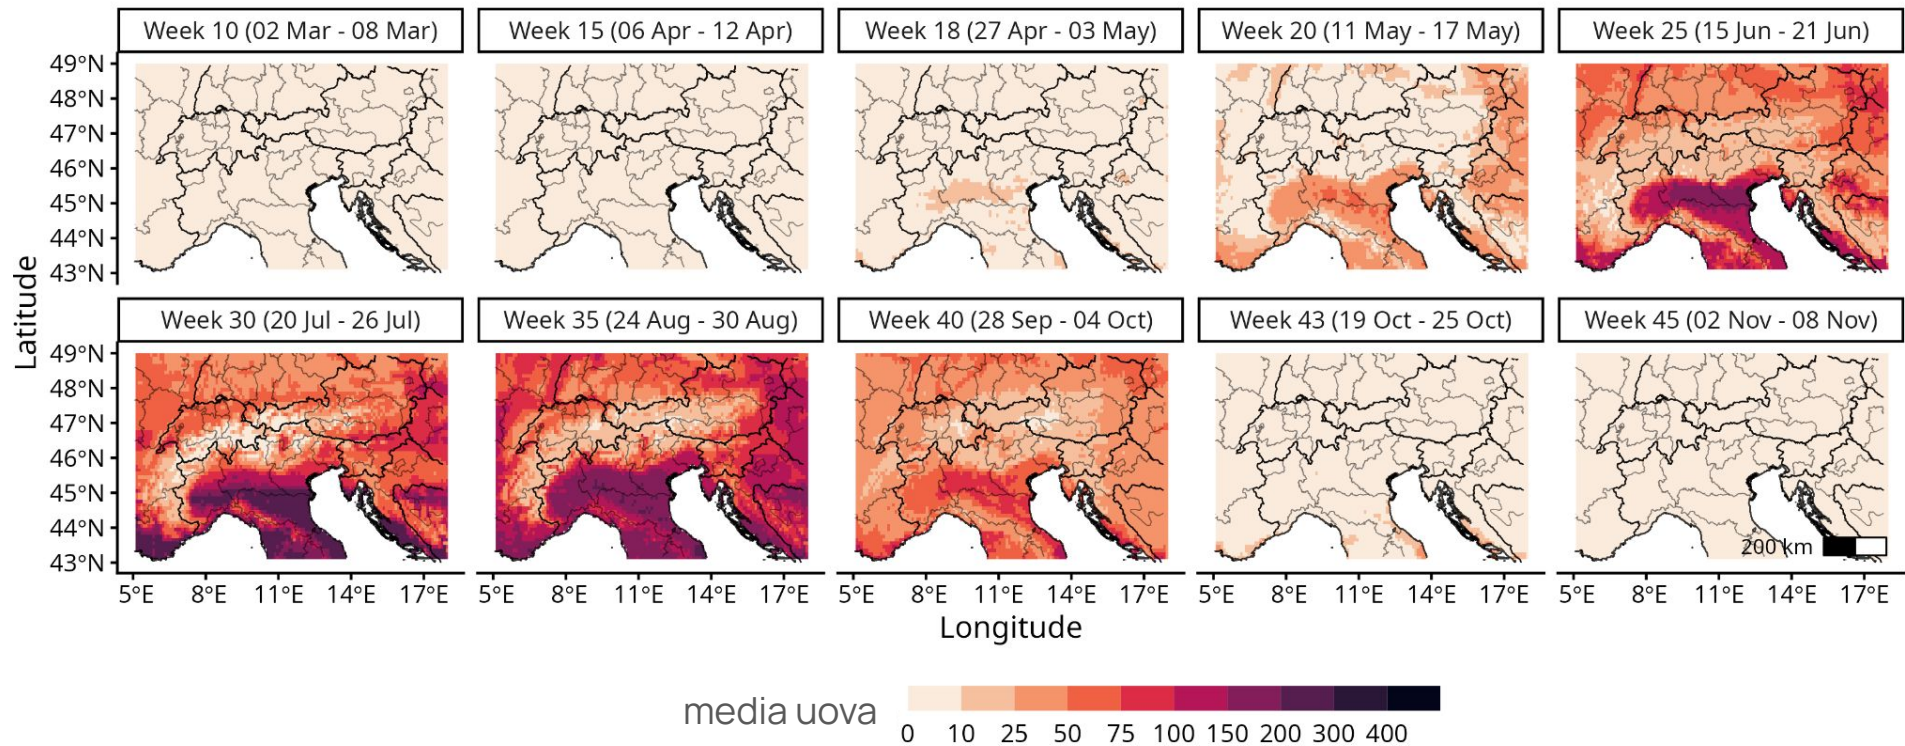 Week 10 (02 Mar - 08 Mar)
Week 15 (06 Apr - 12 Apr)
Week 18 (27 Apr - 03 May)
Week 20 (11 May - 17 May)
Week 25 (15 Jun - 21 Jun)
49°N
48°N
47°N
46°N
45°N
44°N
43°N
Latitude
Week 30 (20 Jul - 26 Jul)
Week 35 (24 Aug - 30 Aug)
Week 40 (28 Sep - 04 Oct)
Week 43 (19 Oct - 25 Oct)
Week 45 (02 Nov - 08 Nov)
49°N
48°N
47°N
46°N
45°N
44°N
43°N
200 km
5°E 8°E 11°E 14°E 17°E
5°E 8°E 11°E 14°E 17°E
5°E 8°E 11°E 14°E 17°E
5°E 8°E 11°E 14°E 17°E
5°E 8°E 11°E 14°E 17°E
Longitude
media uova
0 10 25 50 75 100 150 200 300 400